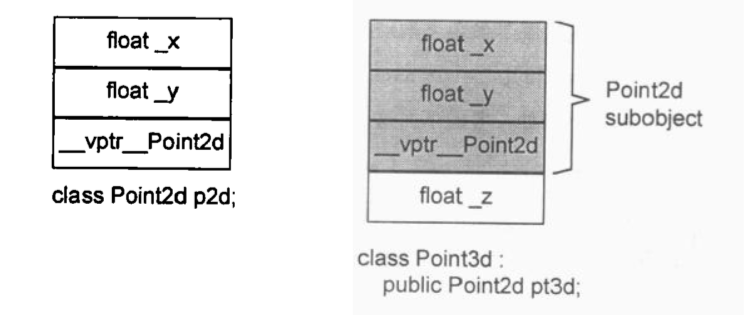 float _x
float _y
__vptr__Point2d
class Point2d p2d;
float _x
float _y
__vptr__Point2d
float _z
Point2d
subobject
class Point3d :
public Point2d pt3d;